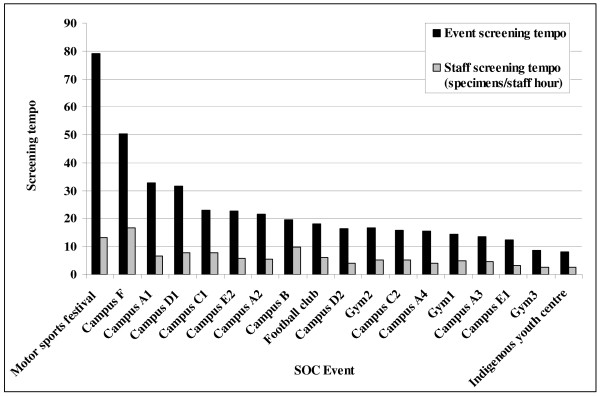 90
80
70
60
50
40
30
20
10
0
Screening tempo
Event screening tempo
Staff screening tempo
(specimens/staff hour)
Motor sports festival
Campus F
Campus A1
Campus D1
Campus C1
Campus E2
Campus A2
Campus B
Football club
Campus D2
Gym2
Campus C2
Campus A4
Gym1
Campus A3
Campus E1
Gym3
Indigenous youth centre
SOC Event